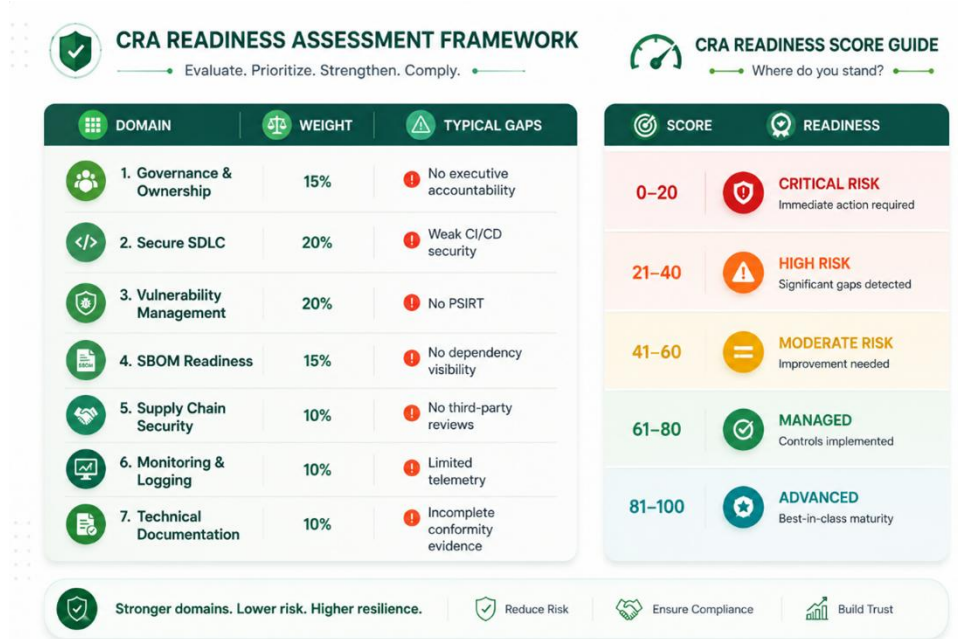 CRA READINESS ASSESSMENT FRAMEWORK
Evaluate. Prioritize. Strengthen. Comply.
DOMAIN
WEIGHT
TYPICAL GAPS
1. Governance &
Ownership
15%
No executive
accountability
2. Secure SDLC
20%
Weak CI/CD
security
3. Vulnerability
Management
20%
No PSIRT
SBOM
4. SBOM Readiness
15%
No dependency
visibility
5. Supply Chain
Security
10%
No third-party
reviews
6. Monitoring &
Logging
10%
Limited
telemetry
7. Technical
Documentation
10%
Incomplete
conformity
evidence
CRA READINESS SCORE GUIDE
Where do you stand?
SCORE
READINESS
0–20
CRITICAL RISK
Immediate action required
21–40
HIGH RISK
Significant gaps detected
41–60
MODERATE RISK
Improvement needed
61–80
MANAGED
Controls implemented
81–100
ADVANCED
Best-in-class maturity
Stronger domains. Lower risk. Higher resilience.
Reduce Risk
Ensure Compliance
Build Trust